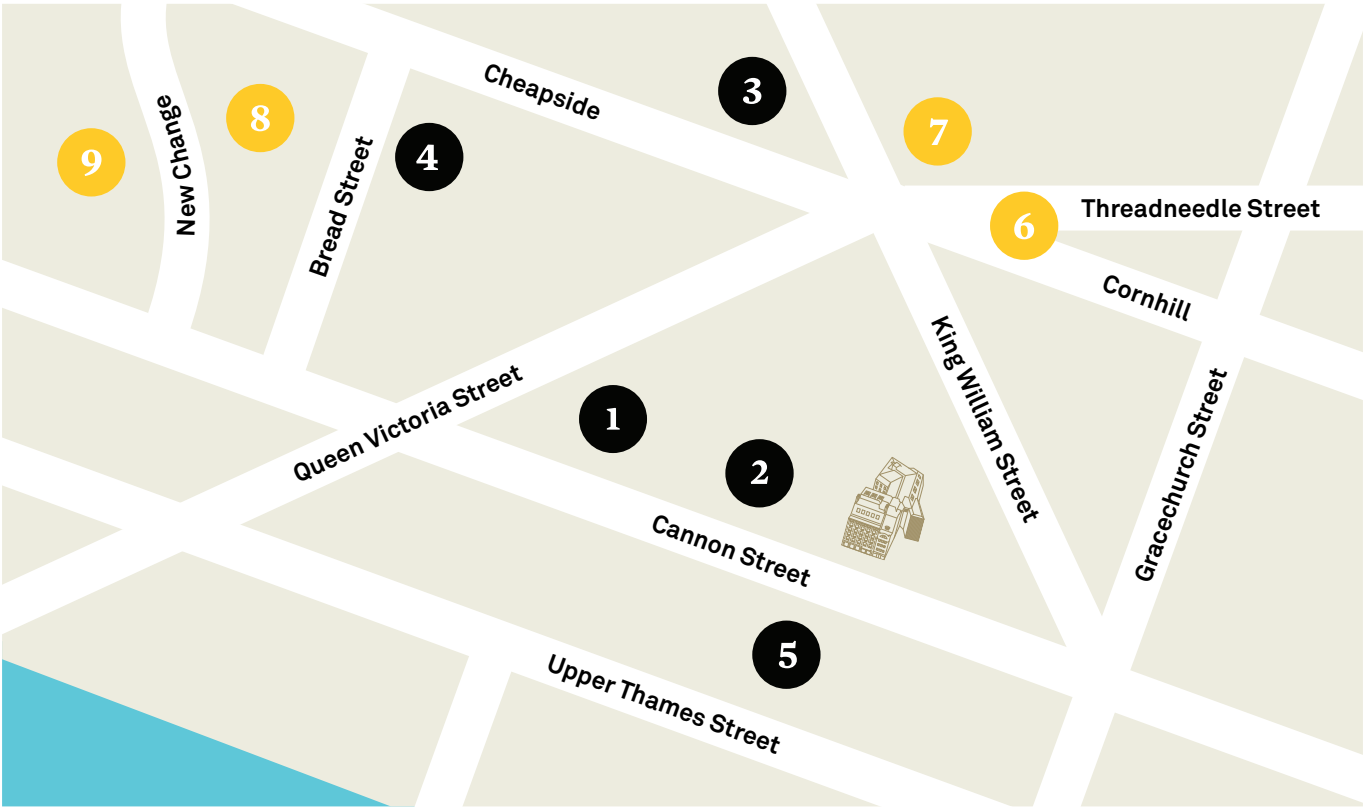 Cheapside
3
7
8
4
9
New Change
Bread Street
Threadneedle Street
6
Cornhill
King William Street
Queen Victoria Street
1
2
Gracechurch Street
Cannon Street
5
Upper Thames Street